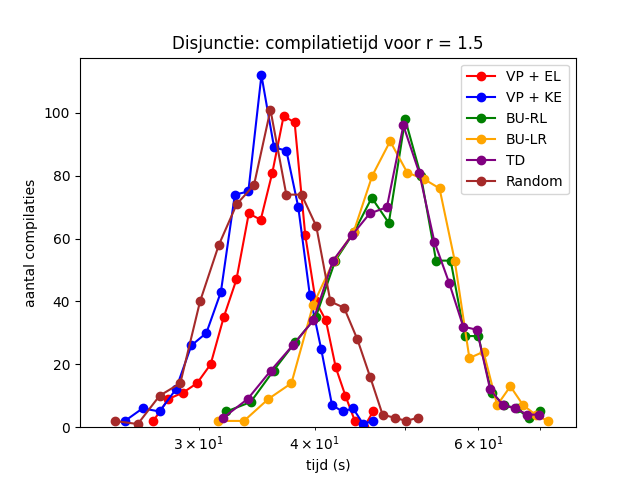 Disjunctie: compilatietijd voor r = 1.5
aantal compilaties
100
80
60
40
20
0
VP + EL
VP + KE
BU-RL
BU-LR
TD
Random
3 × 10¹
4 × 10¹
6 × 10¹
tijd (s)